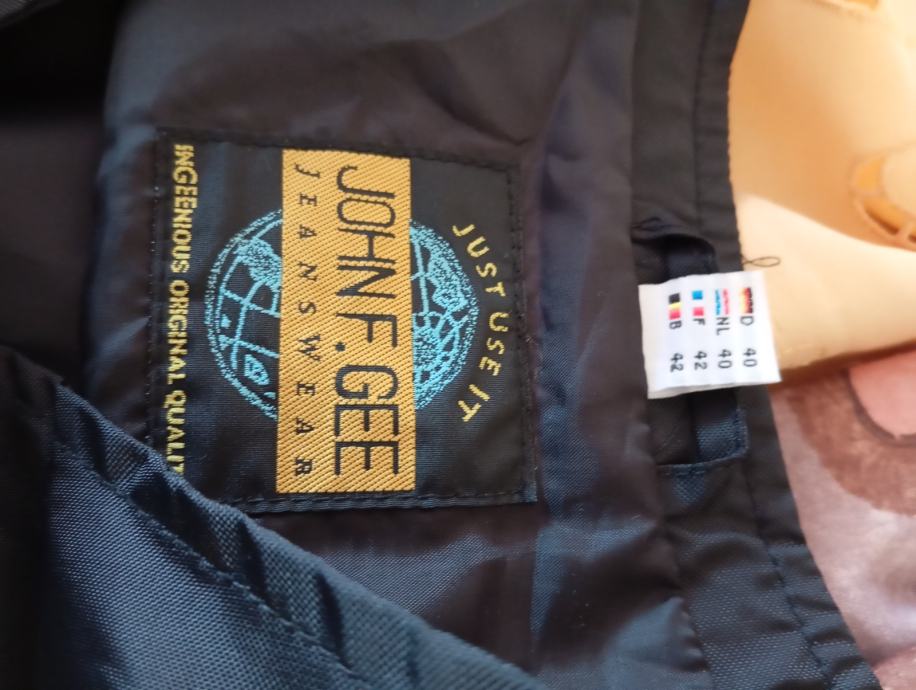 JUST USE IT
JOHN F. GEE
JEANSWEAR
INGEENIOUS ORIGINAL QUALIT
D 40
NL 40
F 42
B 42